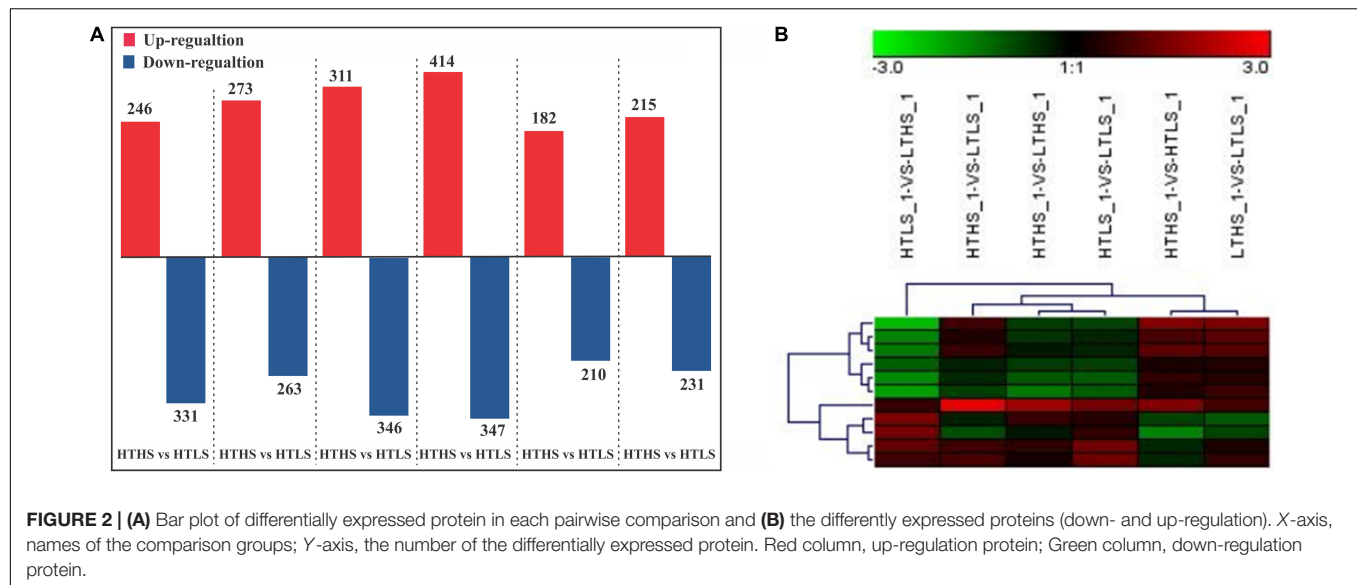 A
Up-regualtion
Down-regualtion
246
273
311
414
182
215
331
263
346
347
210
231
HTHS vs HTLS HTHS vs HTLS HTHS vs HTLS HTHS vs HTLS HTHS vs HTLS HTHS vs HTLS
B
-3.0 1:1 3.0
HTLS_1-VS-LTHS_1
HTHS_1-VS-LTLS_1
HTHS_1-VS-LTHS_1
HTLS_1-VS-LTLS_1
HTHS_1-VS-HTLS_1
LTHS_1-VS-LTLS_1
FIGURE 2 | (A) Bar plot of differentially expressed protein in each pairwise comparison and (B) the differently expressed proteins (down- and up-regulation). X-axis,
names of the comparison groups; Y-axis, the number of the differentially expressed protein. Red column, up-regulation protein; Green column, down-regulation
protein.